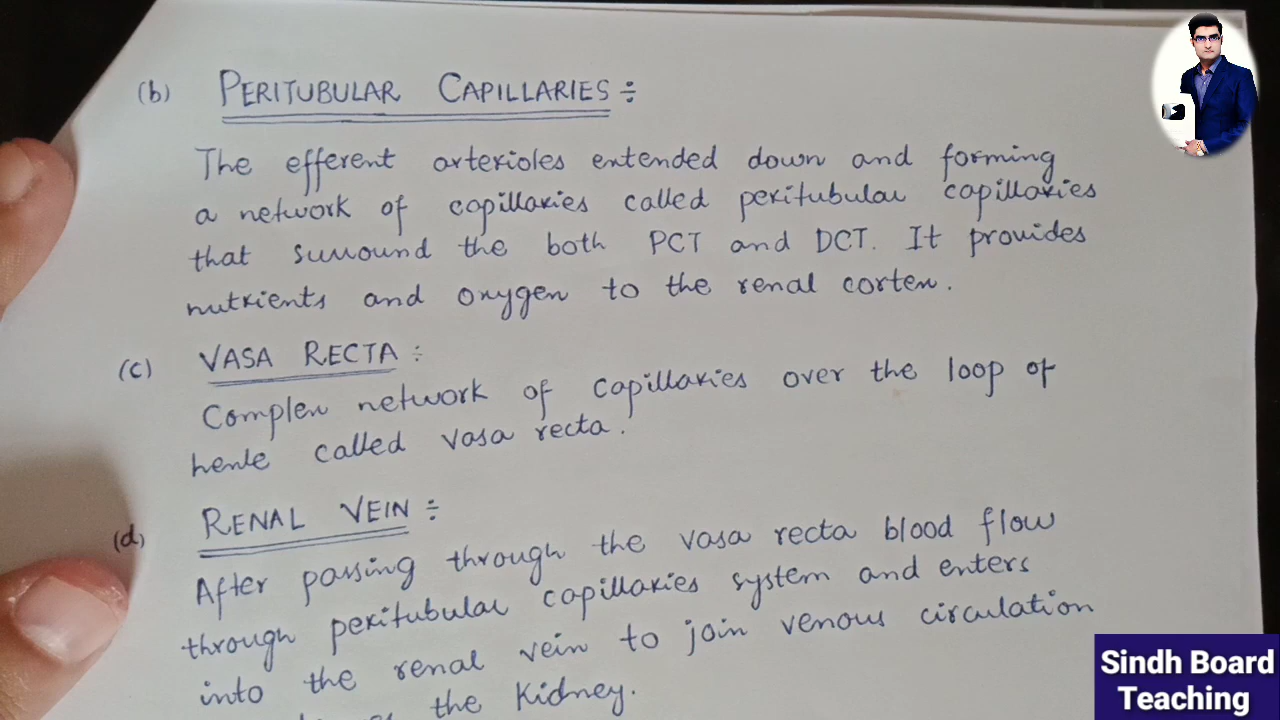 (b) PERITUBULAR CAPILLARIES÷
The efferent arterioles extended down and forming
a network of capillaries called peritubular capillaries
that surround the both PCT and DCT. It provides
nutrients and oxygen to the renal cortex.
(c) VASA RECTA÷
Complex network of capillaries over the loop of
henle called vasa recta.
(d) RENAL VEIN÷
After passing through the vasa recta blood flow
through peritubular capillaries system and enters
into the renal vein to join venous circulation
the Kidney.
Sindh Board
Teaching